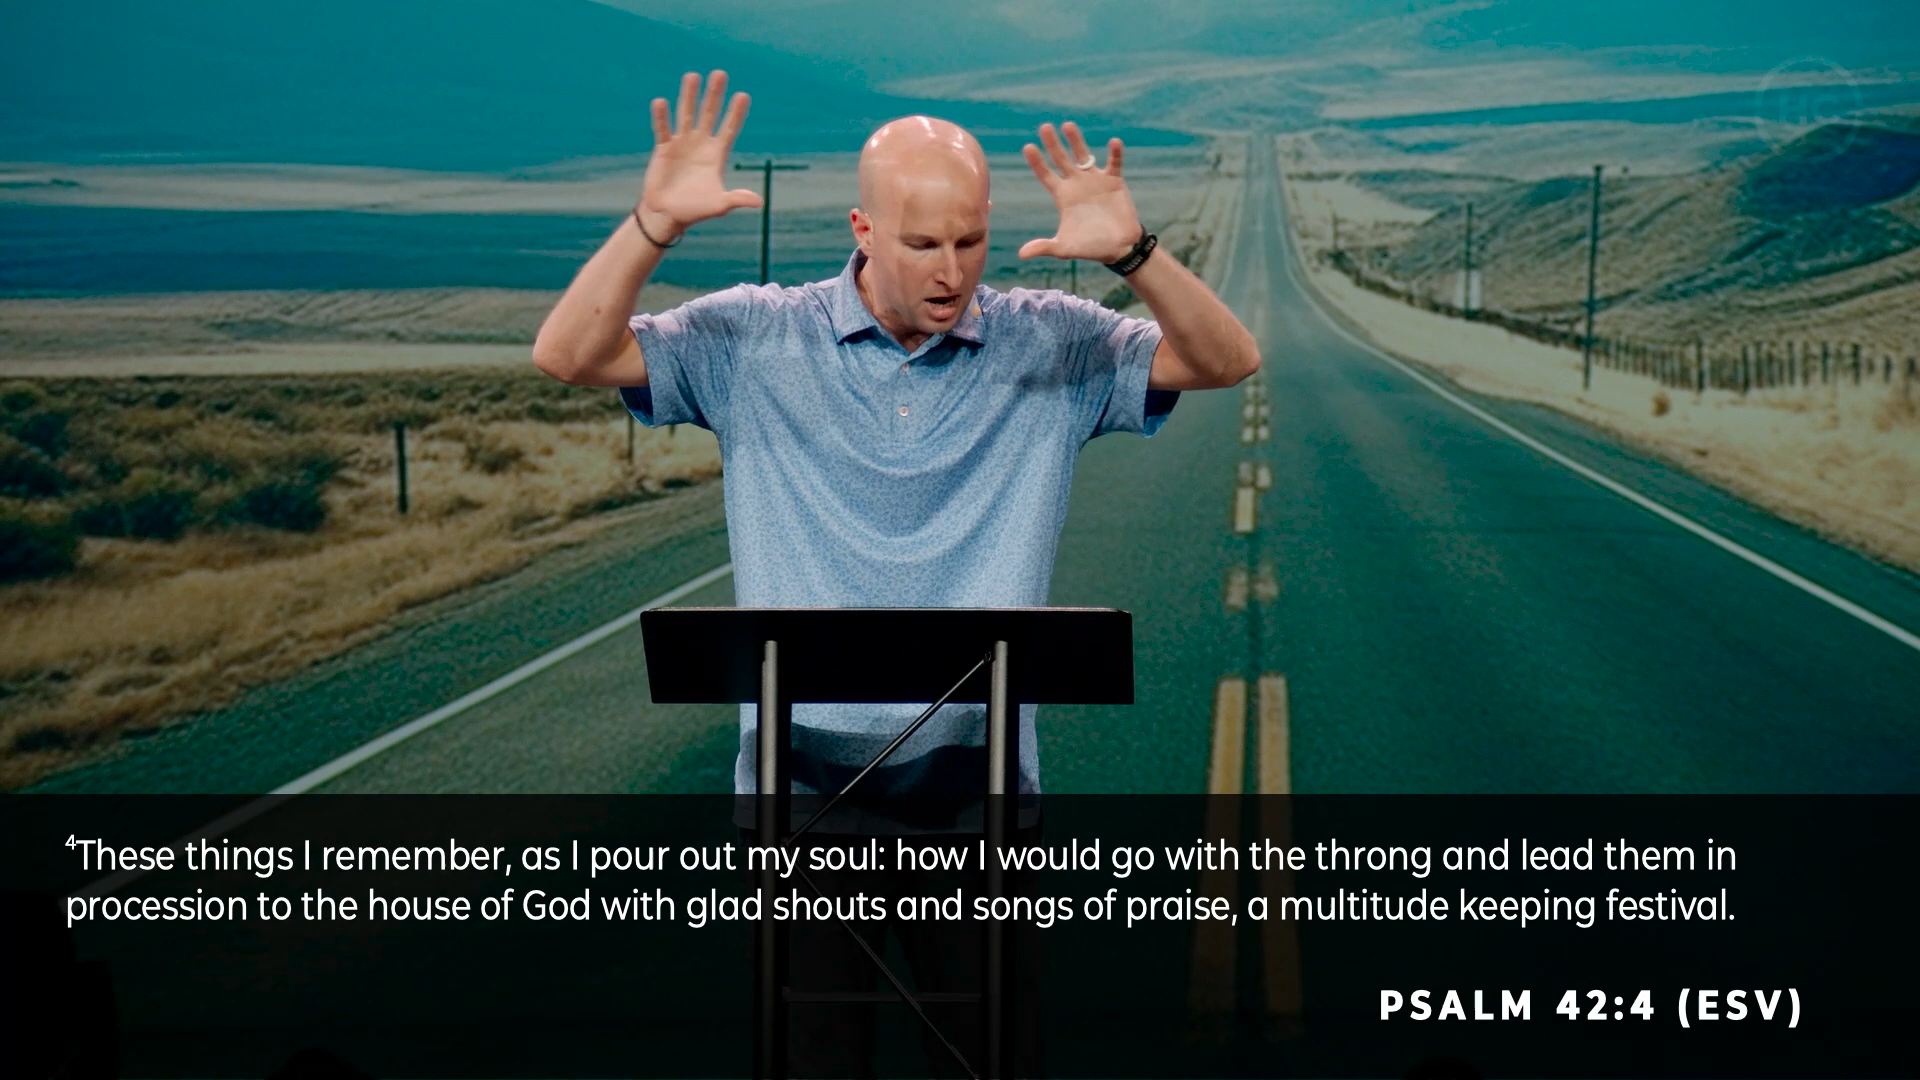 HC
⁴These things I remember, as I pour out my soul: how I would go with the throng and lead them in
procession to the house of God with glad shouts and songs of praise, a multitude keeping festival.
PSALM 42:4 (ESV)